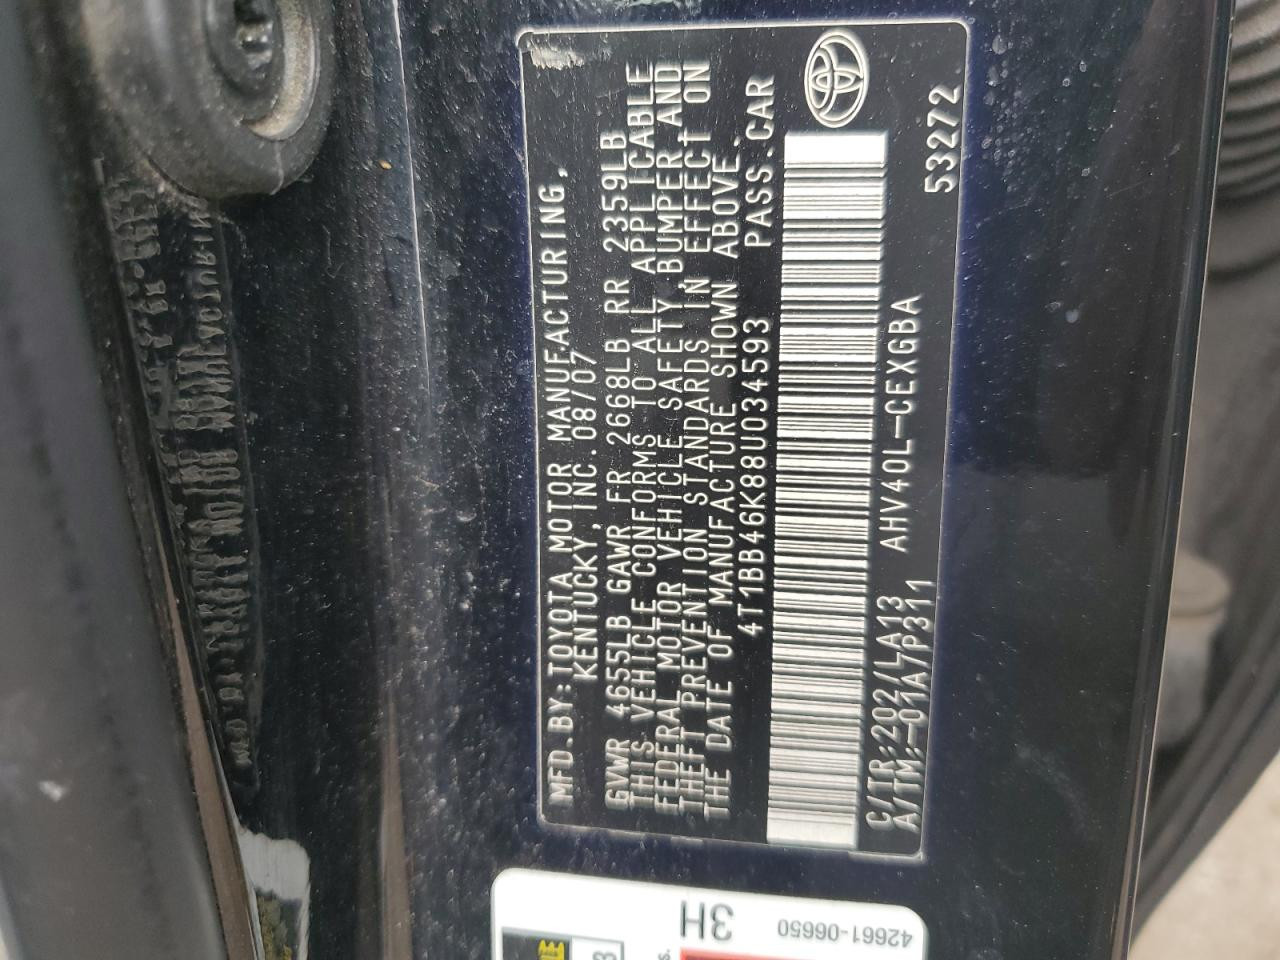 MFD.BY:TOYOTA MOTOR MANUFACTURING,
KENTUCKY,INC.08/07
GVWR 4655LB GAWR FR 2668LB RR 2359LB
THIS VEHICLE CONFORMS TO ALL APPLICABLE
FEDERAL MOTOR VEHICLE SAFETY,BUMPER AND
THEFT PREVENTION STANDARDS IN EFFECT ON
THE DATE OF MANUFACTURE SHOWN ABOVE.
4T1BB46K88U034593 PASS.CAR
C/TR:202/LA13 AHV40L-CEXGBA 53272
A/TM:-01A/P311
3H
42661-06650